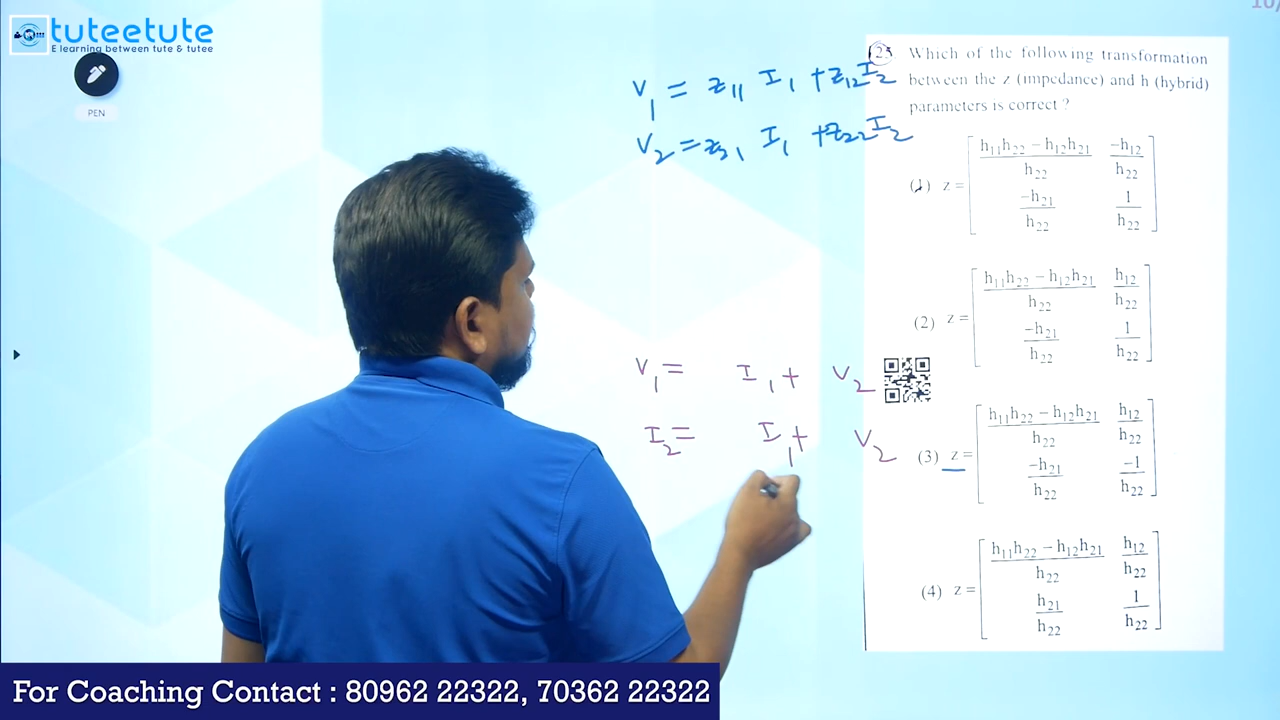 tuteetute
E learning between tute & tutee
PEN
10/
V₁ = z₁₁ I₁ + z₁₂ I₂
V₂ = z₂₁ I₁ + z₂₂ I₂
V₁ = I₁ + V₂
I₂ = I₁ + V₂
25 Which of the following transformation
between the z (impedance) and h (hybrid)
parameters is correct ?
(1) z = [ (h₁₁h₂₂ − h₁₂h₂₁)/h₂₂ −h₁₂/h₂₂
−h₂₁/h₂₂ 1/h₂₂ ]
(2) z = [ (h₁₁h₂₂ − h₁₂h₂₁)/h₂₂ h₁₂/h₂₂
−h₂₁/h₂₂ 1/h₂₂ ]
(3) z = [ (h₁₁h₂₂ − h₁₂h₂₁)/h₂₂ h₁₂/h₂₂
−h₂₁/h₂₂ −1/h₂₂ ]
(4) z = [ (h₁₁h₂₂ − h₁₂h₂₁)/h₂₂ h₁₂/h₂₂
h₂₁/h₂₂ 1/h₂₂ ]
For Coaching Contact : 80962 22322, 70362 22322